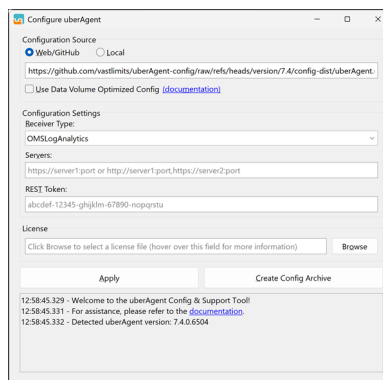 Configure uberAgent
Configuration Source
Web/GitHub Local
https://github.com/vastlimits/uberAgent-config/raw/refs/heads/version/7.4/config-dist/uberAgent.
Use Data Volume Optimized Config (documentation)
Configuration Settings
Receiver Type:
OMSLogAnalytics
Servers:
https://server1:port or http://server1:port,https://server2:port
REST Token:
abcdef-12345-ghijklm-67890-nopqrstu
License
Click Browse to select a license file (hover over this field for more information) Browse
Apply Create Config Archive
12:58:45.329 - Welcome to the uberAgent Config & Support Tool!
12:58:45.331 - For assistance, please refer to the documentation.
12:58:45.332 - Detected uberAgent version: 7.4.0.6504